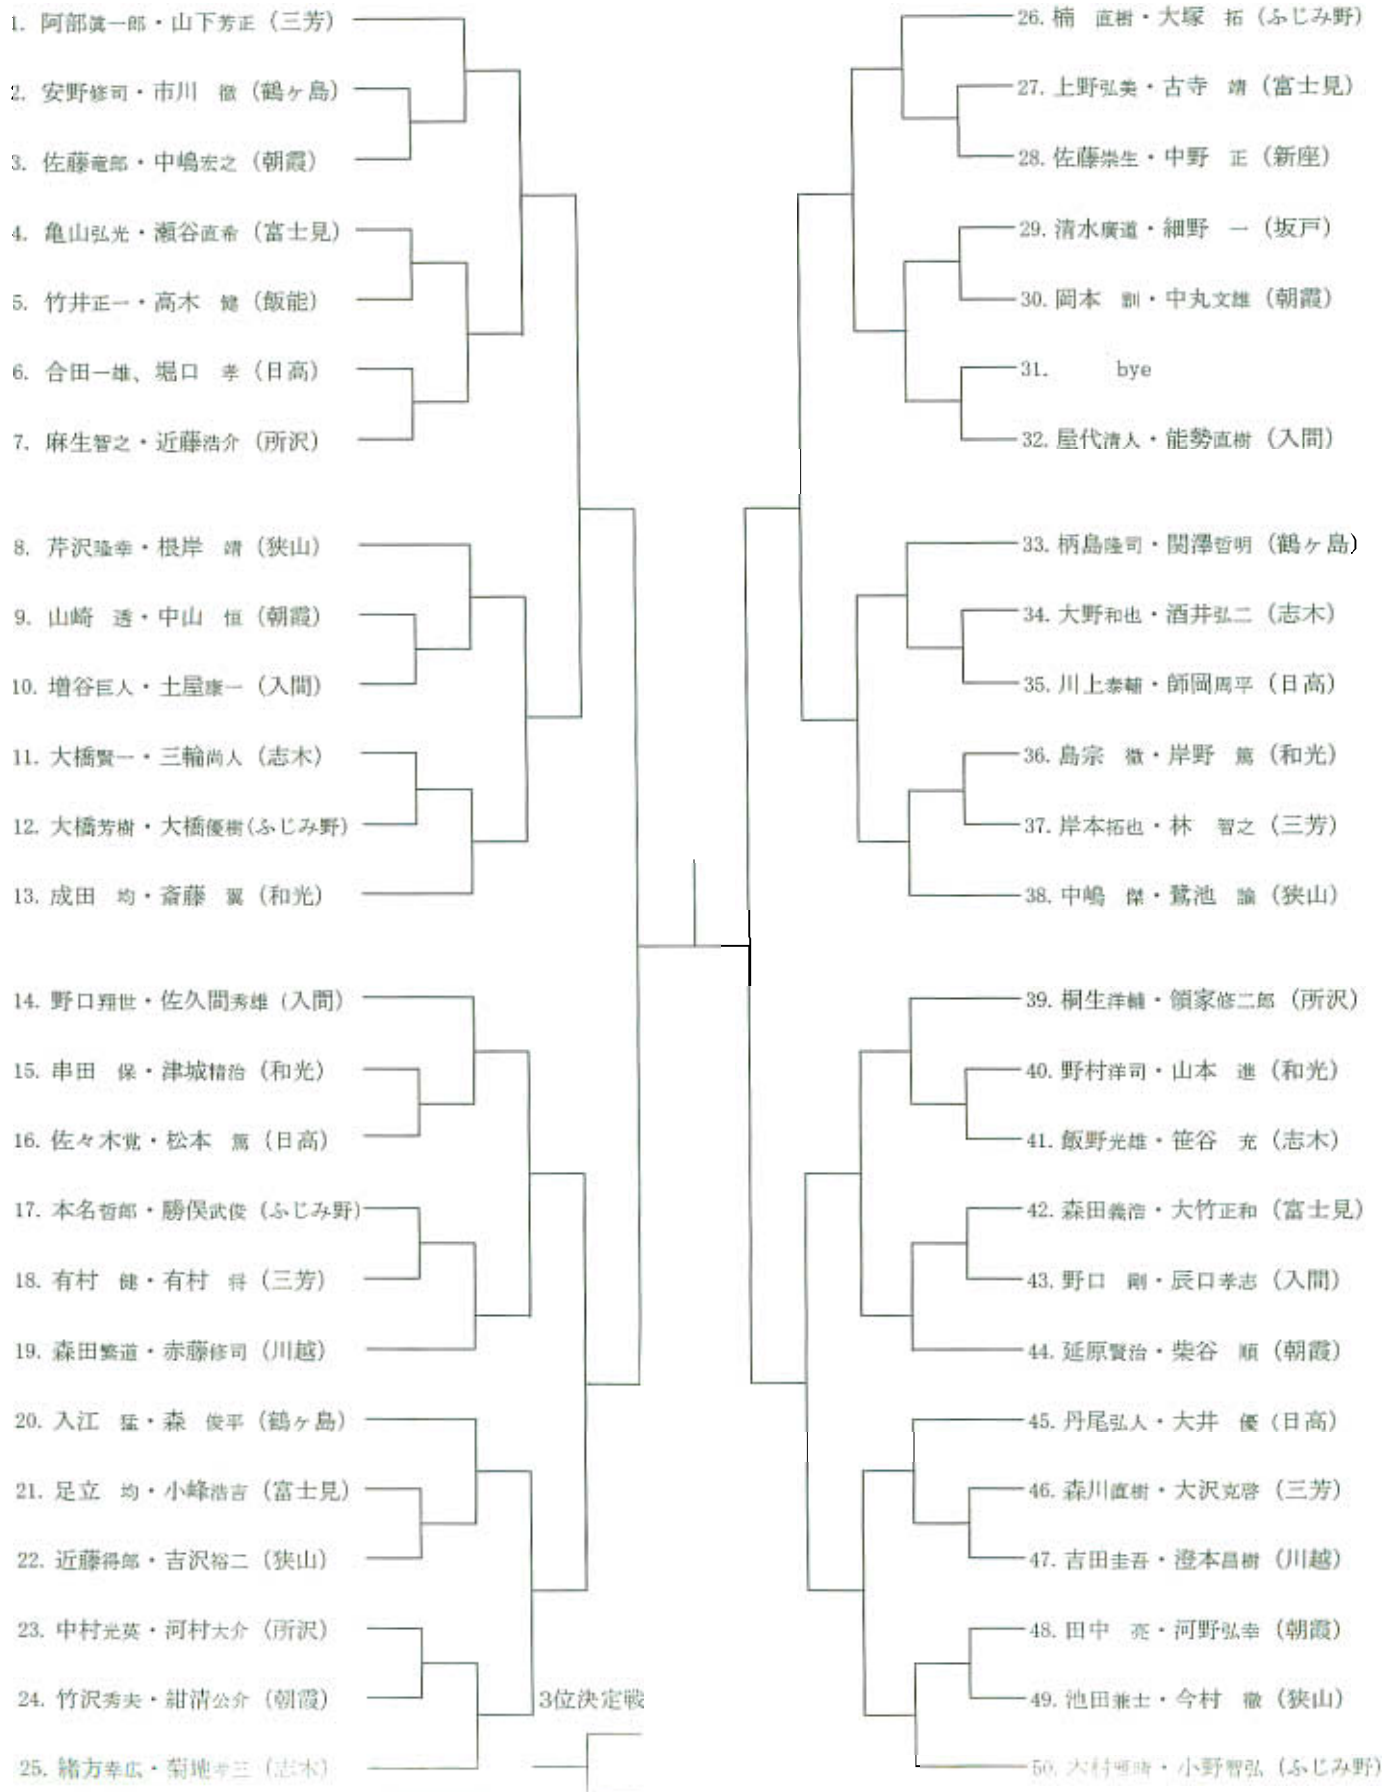 1. 阿部眞一郎・山下芳正（三芳）
2. 安野修司・市川　徹（鶴ヶ島）
3. 佐藤竜郎・中嶋宏之（朝霞）
4. 亀山弘光・瀬谷直希（富士見）
5. 竹井正一・高木　健（飯能）
6. 合田一雄、堀口　孝（日高）
7. 麻生智之・近藤浩介（所沢）
8. 芹沢隆幸・根岸　靖（狭山）
9. 山崎　透・中山　恒（朝霞）
10. 増谷巨人・土屋康一（入間）
11. 大橋賢一・三輪尚人（志木）
12. 大橋芳樹・大橋優樹（ふじみ野）
13. 成田　均・斎藤　翼（和光）
14. 野口翔世・佐久間秀雄（入間）
15. 串田　保・津城精治（和光）
16. 佐々木覚・松本　篤（日高）
17. 本名哲郎・勝俣武俊（ふじみ野）
18. 有村　健・有村　将（三芳）
19. 森田繁道・赤藤修司（川越）
20. 入江　猛・森　俊平（鶴ヶ島）
21. 足立　均・小峰浩吉（富士見）
22. 近藤得郎・吉沢裕二（狭山）
23. 中村光英・河村大介（所沢）
24. 竹沢秀夫・紺清公介（朝霞）
25. 緒方幸広・菊地　（志木）
3位決定戦
26. 楠　直樹・大塚　拓（ふじみ野）
27. 上野弘美・古寺　靖（富士見）
28. 佐藤崇生・中野　正（新座）
29. 清水廣道・細野　一（坂戸）
30. 岡本　訓・中丸文雄（朝霞）
31. bye
32. 屋代清人・能勢直樹（入間）
33. 柄島隆司・関澤哲明（鶴ヶ島）
34. 大野和也・酒井弘二（志木）
35. 川上泰輔・師岡周平（日高）
36. 島宗　徹・岸野　篤（和光）
37. 岸本拓也・林　智之（三芳）
38. 中嶋　傑・鷲池　諭（狭山）
39. 桐生洋輔・領家修二郎（所沢）
40. 野村洋司・山本　進（和光）
41. 飯野光雄・笹谷　充（志木）
42. 森田義浩・大竹正和（富士見）
43. 野口　剛・辰口孝志（入間）
44. 延原賢治・柴谷　順（朝霞）
45. 丹尾弘人・大井　優（日高）
46. 森川直樹・大沢克啓（三芳）
47. 吉田圭吾・澄本昌樹（川越）
48. 田中　亮・河野弘幸（朝霞）
49. 池田兼士・今村　徹（狭山）
50. ・小野智弘（ふじみ野）